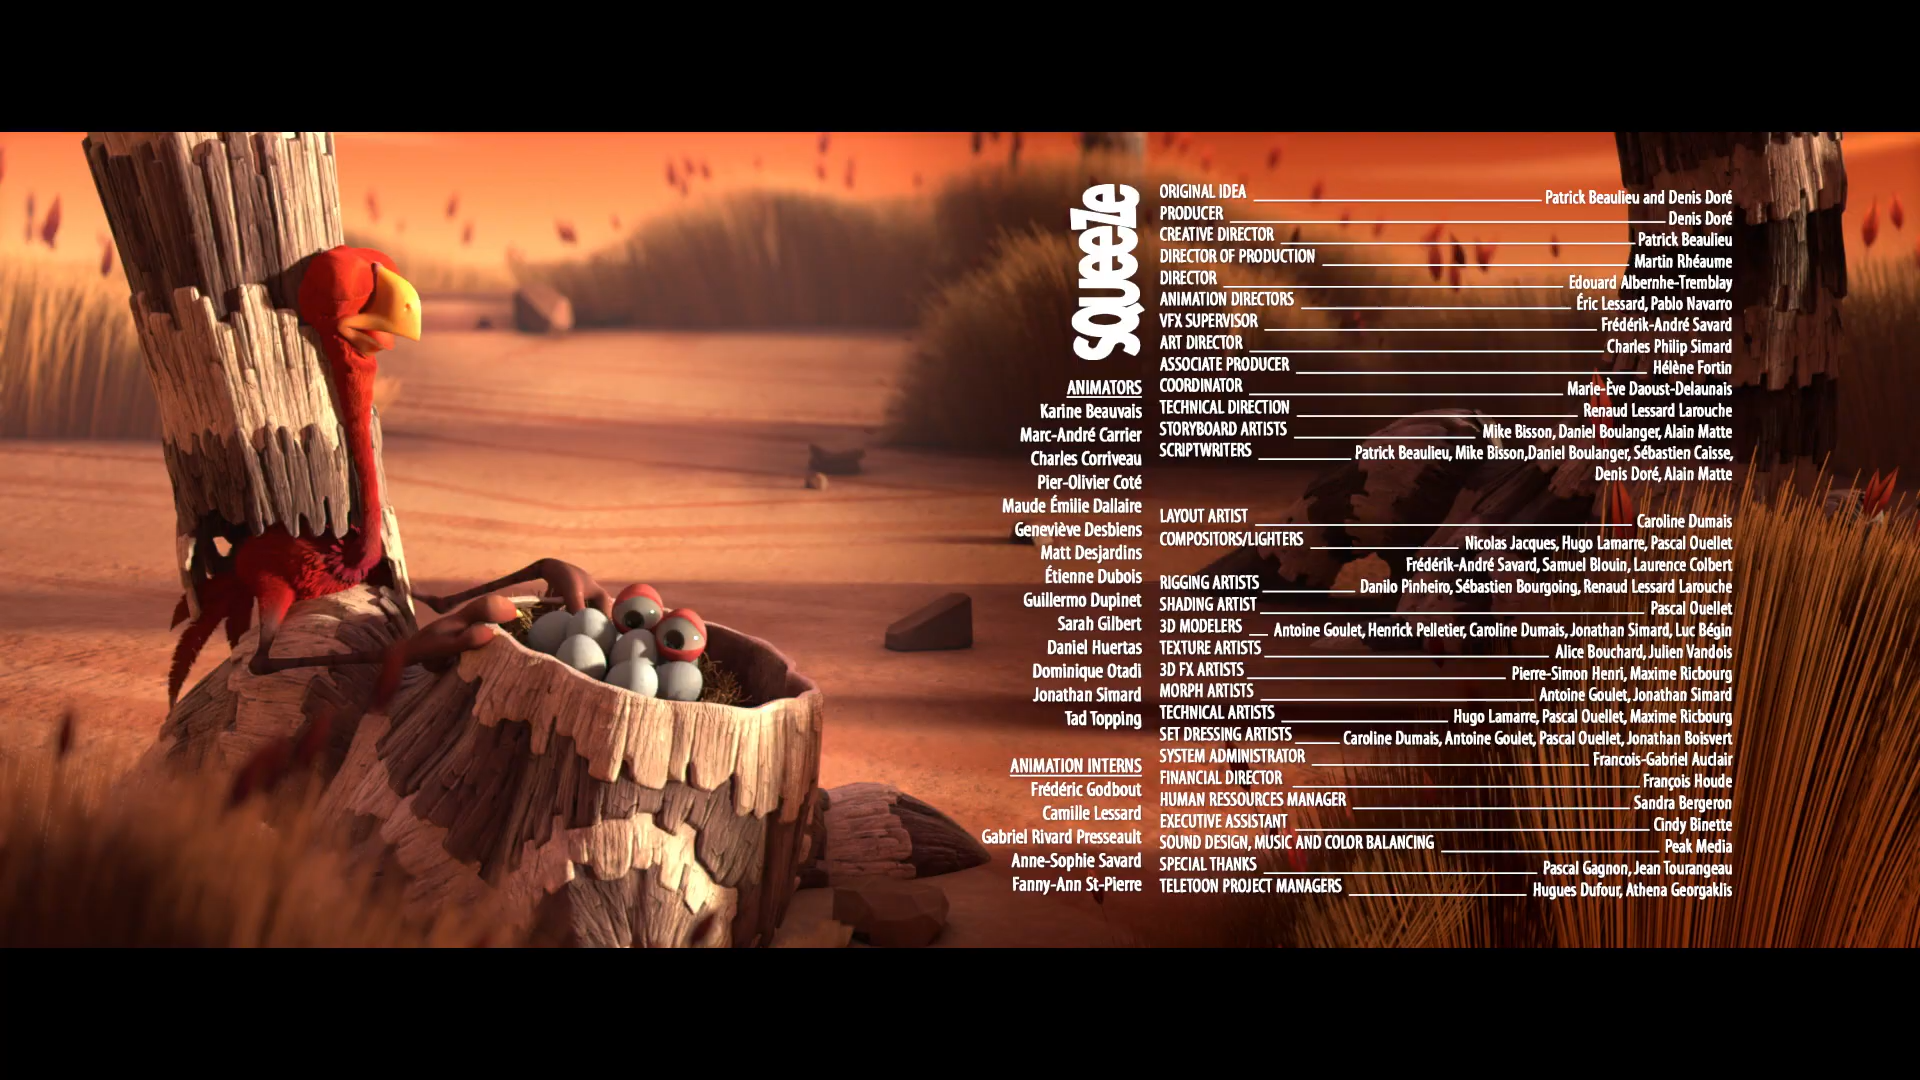 squeeze
ANIMATORS
Karine Beauvais
Marc-André Carrier
Charles Corriveau
Pier-Olivier Coté
Maude Émilie Dallaire
Geneviève Desbiens
Matt Desjardins
Étienne Dubois
Guillermo Dupinet
Sarah Gilbert
Daniel Huertas
Dominique Otadi
Jonathan Simard
Tad Topping
ANIMATION INTERNS
Frédéric Godbout
Camille Lessard
Gabriel Rivard Presseault
Anne-Sophie Savard
Fanny-Ann St-Pierre
ORIGINAL IDEA Patrick Beaulieu and Denis Doré
PRODUCER Denis Doré
CREATIVE DIRECTOR Patrick Beaulieu
DIRECTOR OF PRODUCTION Martin Rhéaume
DIRECTOR Edouard Albernhe-Tremblay
ANIMATION DIRECTORS Éric Lessard, Pablo Navarro
VFX SUPERVISOR Frédérik-André Savard
ART DIRECTOR Charles Philip Simard
ASSOCIATE PRODUCER Hélène Fortin
COORDINATOR Marie-Ève Daoust-Delaunais
TECHNICAL DIRECTION Renaud Lessard Larouche
STORYBOARD ARTISTS Mike Bisson, Daniel Boulanger, Alain Matte
SCRIPTWRITERS Patrick Beaulieu, Mike Bisson,Daniel Boulanger, Sébastien Caisse,
Denis Doré, Alain Matte
LAYOUT ARTIST Caroline Dumais
COMPOSITORS/LIGHTERS Nicolas Jacques, Hugo Lamarre, Pascal Ouellet
Frédérik-André Savard, Samuel Blouin, Laurence Colbert
RIGGING ARTISTS Danilo Pinheiro, Sébastien Bourgoing, Renaud Lessard Larouche
SHADING ARTIST Pascal Ouellet
3D MODELERS Antoine Goulet, Henrick Pelletier, Caroline Dumais, Jonathan Simard, Luc Bégin
TEXTURE ARTISTS Alice Bouchard, Julien Vandois
3D FX ARTISTS Pierre-Simon Henri, Maxime Ricbourg
MORPH ARTISTS Antoine Goulet, Jonathan Simard
TECHNICAL ARTISTS Hugo Lamarre, Pascal Ouellet, Maxime Ricbourg
SET DRESSING ARTISTS Caroline Dumais, Antoine Goulet, Pascal Ouellet, Jonathan Boisvert
SYSTEM ADMINISTRATOR Francois-Gabriel Auclair
FINANCIAL DIRECTOR François Houde
HUMAN RESSOURCES MANAGER Sandra Bergeron
EXECUTIVE ASSISTANT Cindy Binette
SOUND DESIGN, MUSIC AND COLOR BALANCING Peak Media
SPECIAL THANKS Pascal Gagnon, Jean Tourangeau
TELETOON PROJECT MANAGERS Hugues Dufour, Athena Georgaklis